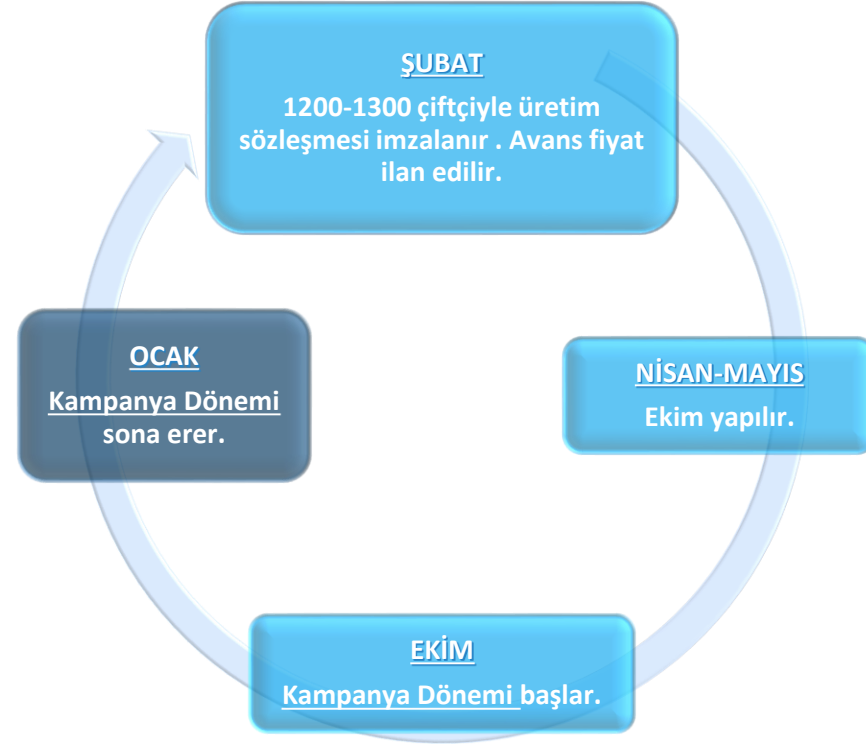 ŞUBAT
1200-1300 çiftçiyle üretim
sözleşmesi imzalanır . Avans fiyat
ilan edilir.
NİSAN-MAYIS
Ekim yapılır.
EKİM
Kampanya Dönemi başlar.
OCAK
Kampanya Dönemi
sona erer.